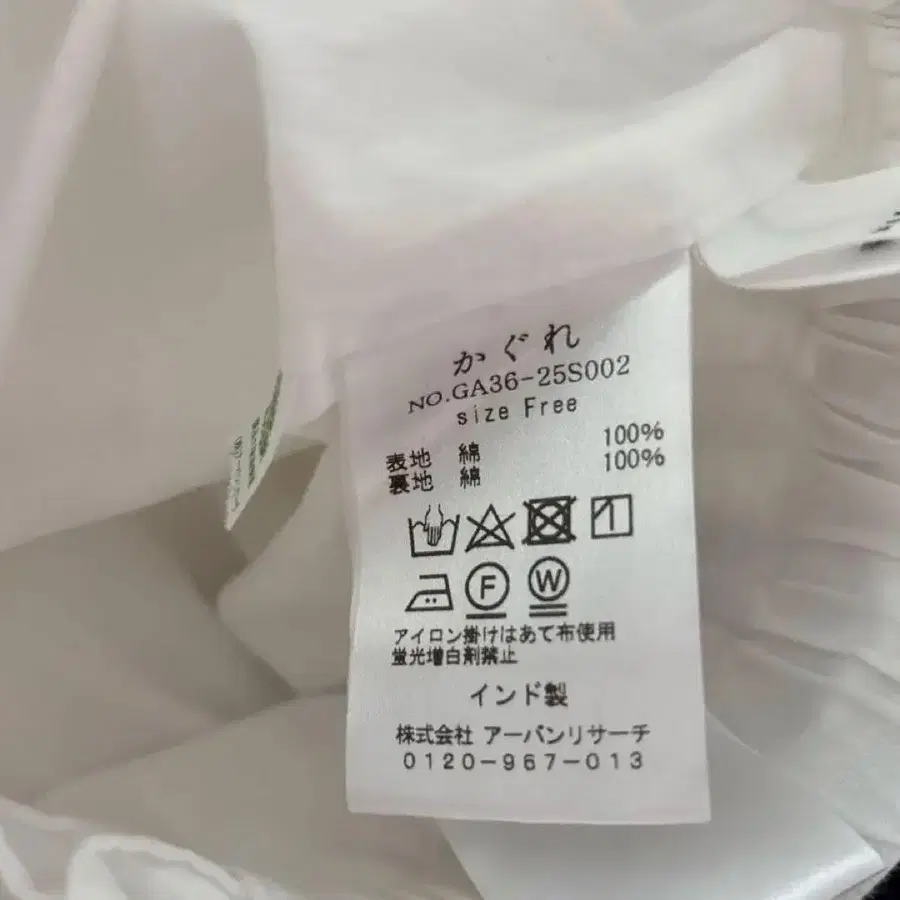 かぐれ
NO.GA36-25S002
size Free
表地 綿 100%
裏地 綿 100%
F W
アイロン掛けはあて布使用
蛍光増白剤禁止
インド製
株式会社 アーバンリサーチ
0120-967-013